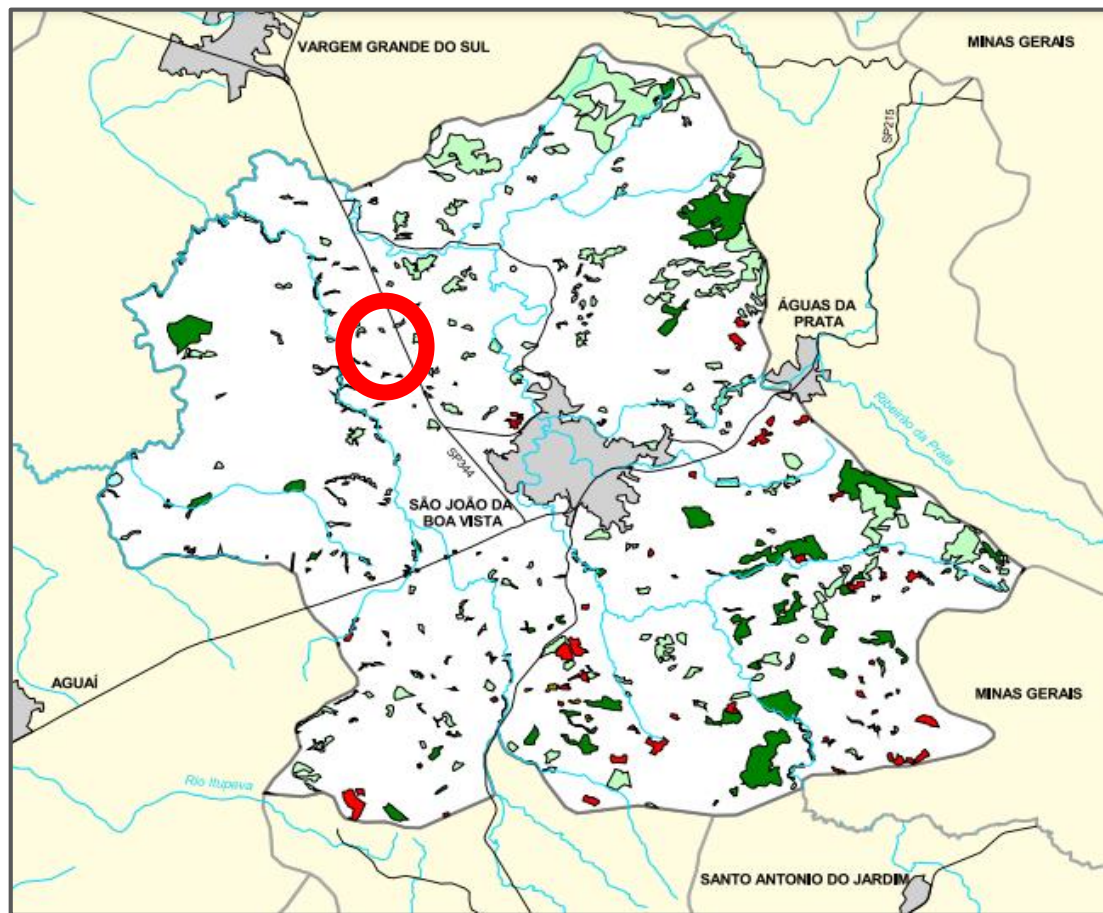 VARGEM GRANDE DO SUL
MINAS GERAIS
SP215
ÁGUAS DA
PRATA
Ribeirão da Prata
SP344
SÃO JOÃO DA
BOA VISTA
AGUAÍ
MINAS GERAIS
Rio Itupeva
SANTO ANTONIO DO JARDIM